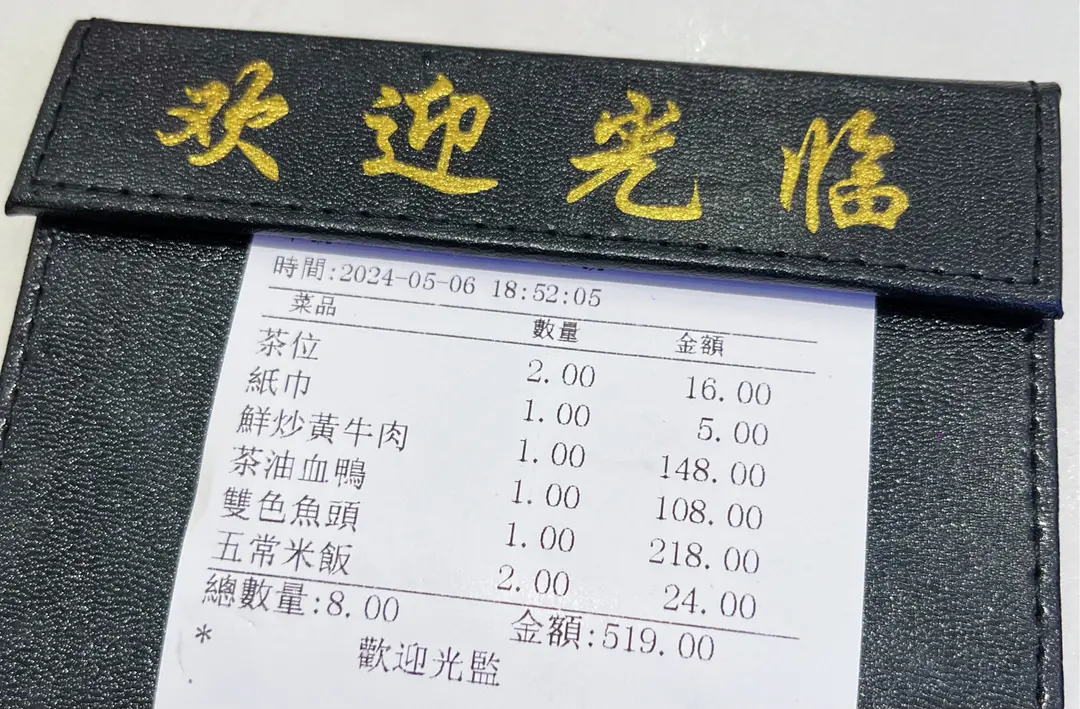 欢迎光临
時間:2024-05-06 18:52:05
菜品 數量 金額
茶位 2.00 16.00
紙巾 1.00 5.00
鮮炒黃牛肉 1.00 148.00
茶油血鴨 1.00 108.00
雙色魚頭 1.00 218.00
五常米飯 2.00 24.00
總數量:8.00 金額:519.00
*
歡迎光監